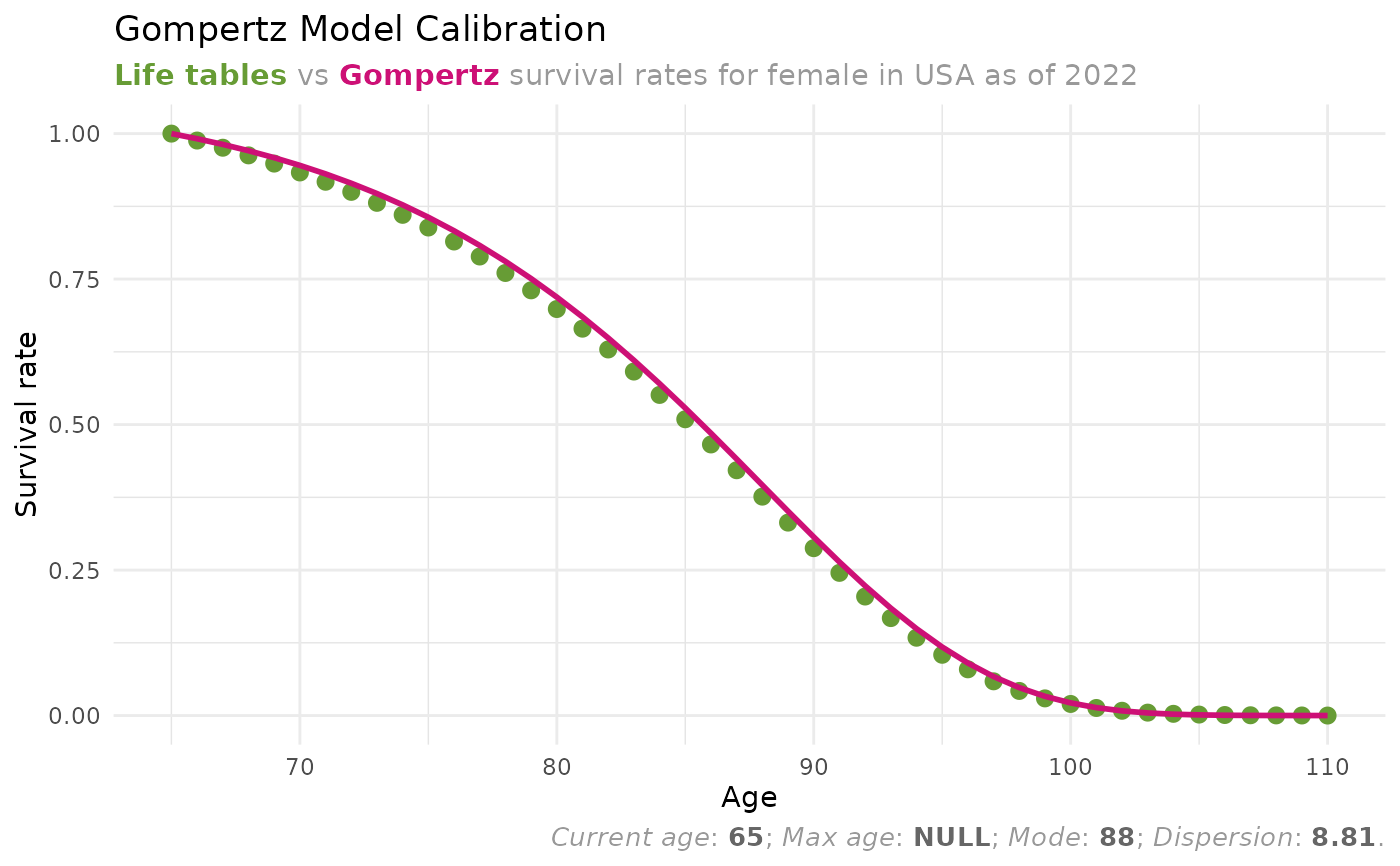 Gompertz Model Calibration
Life tables vs Gompertz survival rates for female in USA as of 2022
1.00
0.75
0.50
0.25
0.00
Survival rate
70 80 90 100 110
Age
Current age: 65; Max age: NULL; Mode: 88; Dispersion: 8.81.